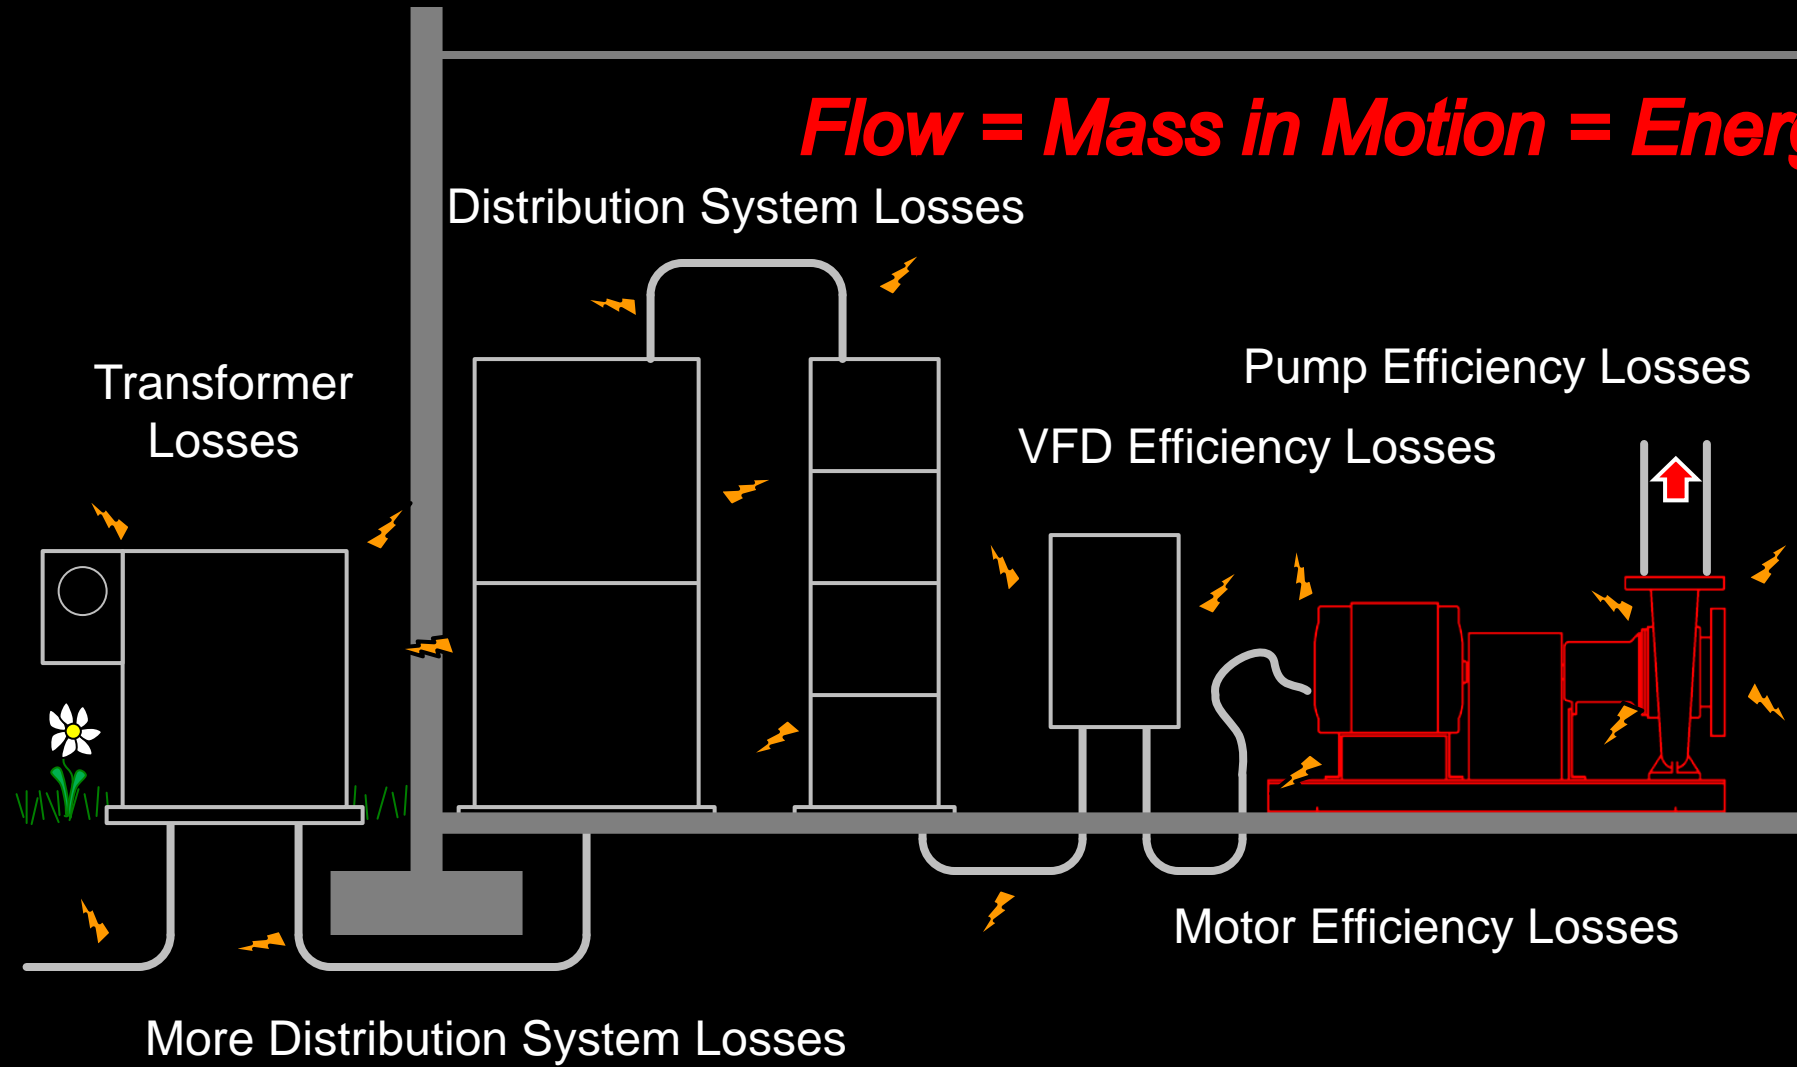 Flow = Mass in Motion = Energ
Distribution System Losses
Transformer
Losses
Pump Efficiency Losses
VFD Efficiency Losses
Motor Efficiency Losses
More Distribution System Losses